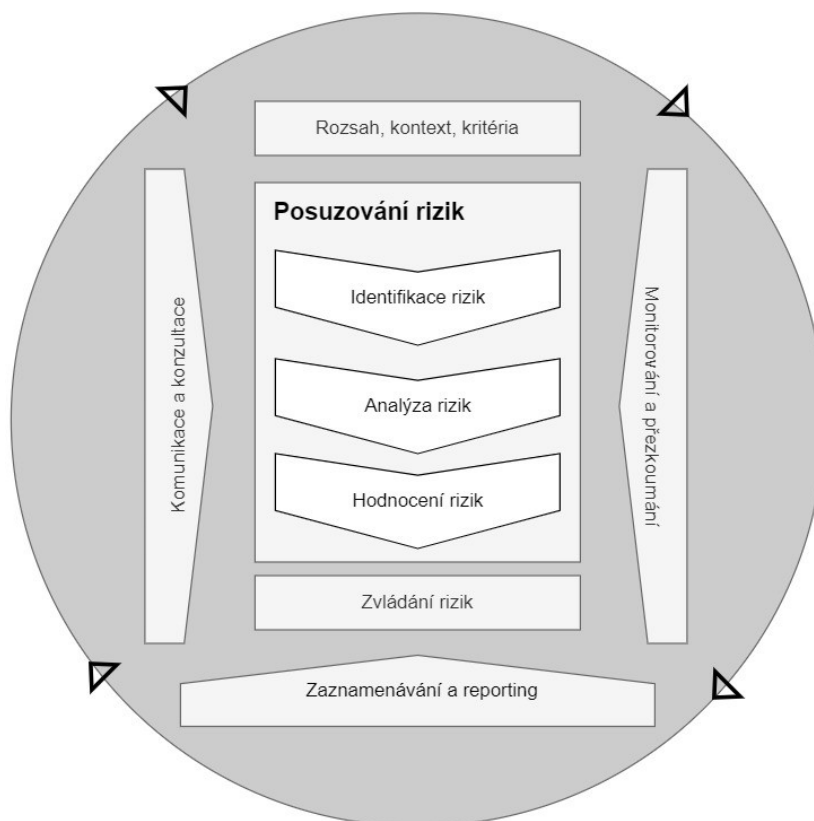 Rozsah, kontext, kritéria
Posuzování rizik
Identifikace rizik
Analýza rizik
Hodnocení rizik
Komunikace a konzultace
Monitorování a přezkoumání
Zvládání rizik
Zaznamenávání a reporting